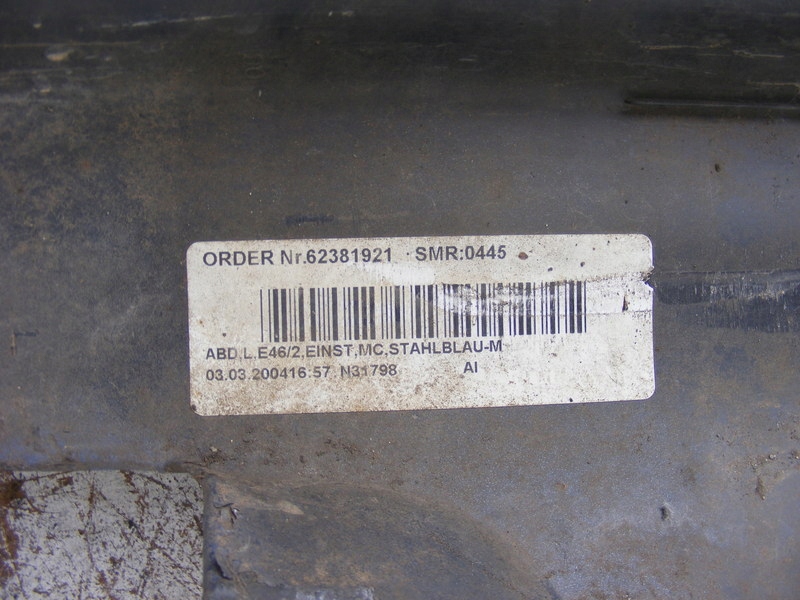 ORDER Nr.62381921 SMR:0445
ABD,L,E46/2,EINST,MC,STAHLBLAU-M
03.03.200416:57 N31798 AI